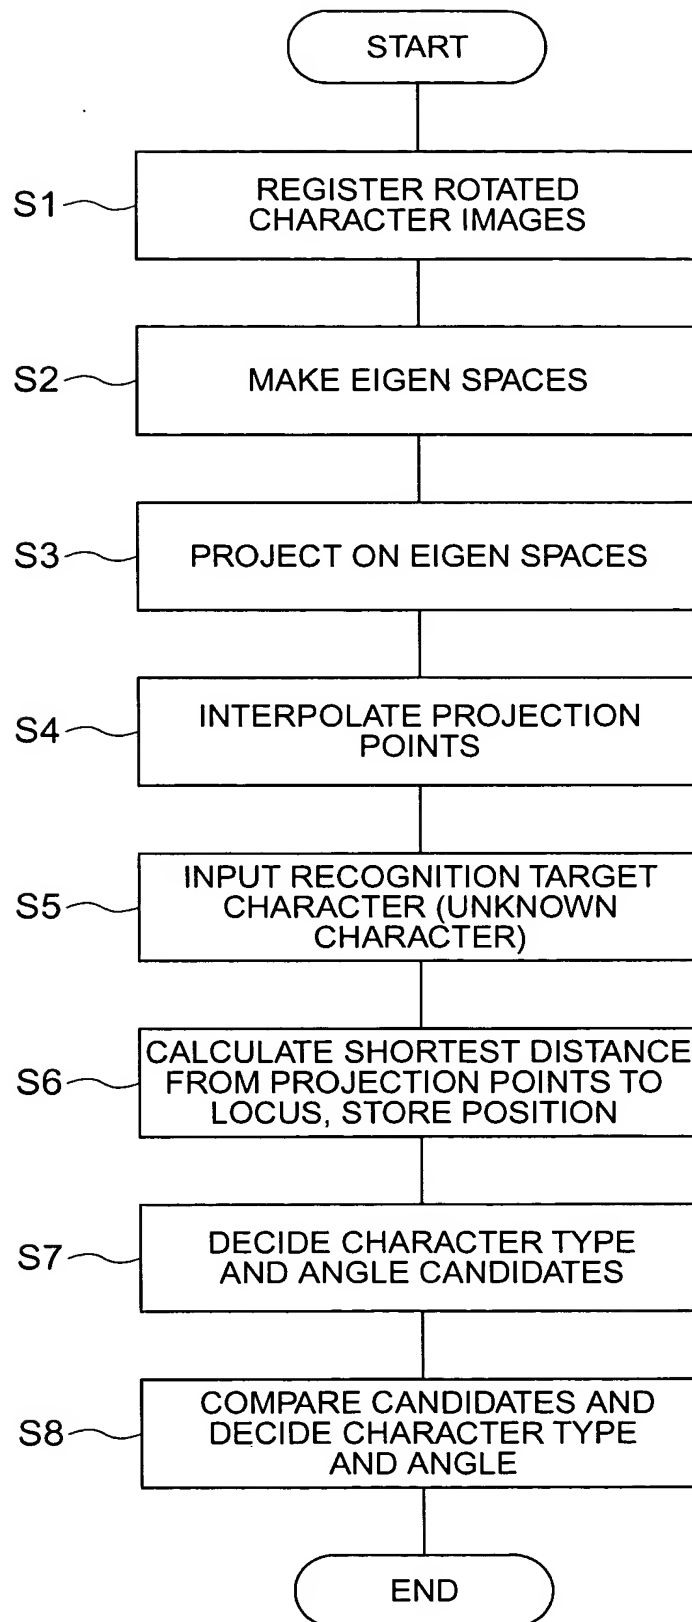 START
S1
REGISTER ROTATED
CHARACTER IMAGES
S2
MAKE EIGEN SPACES
S3
PROJECT ON EIGEN SPACES
S4
INTERPOLATE PROJECTION
POINTS
S5
INPUT RECOGNITION TARGET
CHARACTER (UNKNOWN
CHARACTER)
S6
CALCULATE SHORTEST DISTANCE
FROM PROJECTION POINTS TO
LOCUS, STORE POSITION
S7
DECIDE CHARACTER TYPE
AND ANGLE CANDIDATES
S8
COMPARE CANDIDATES AND
DECIDE CHARACTER TYPE
AND ANGLE
END